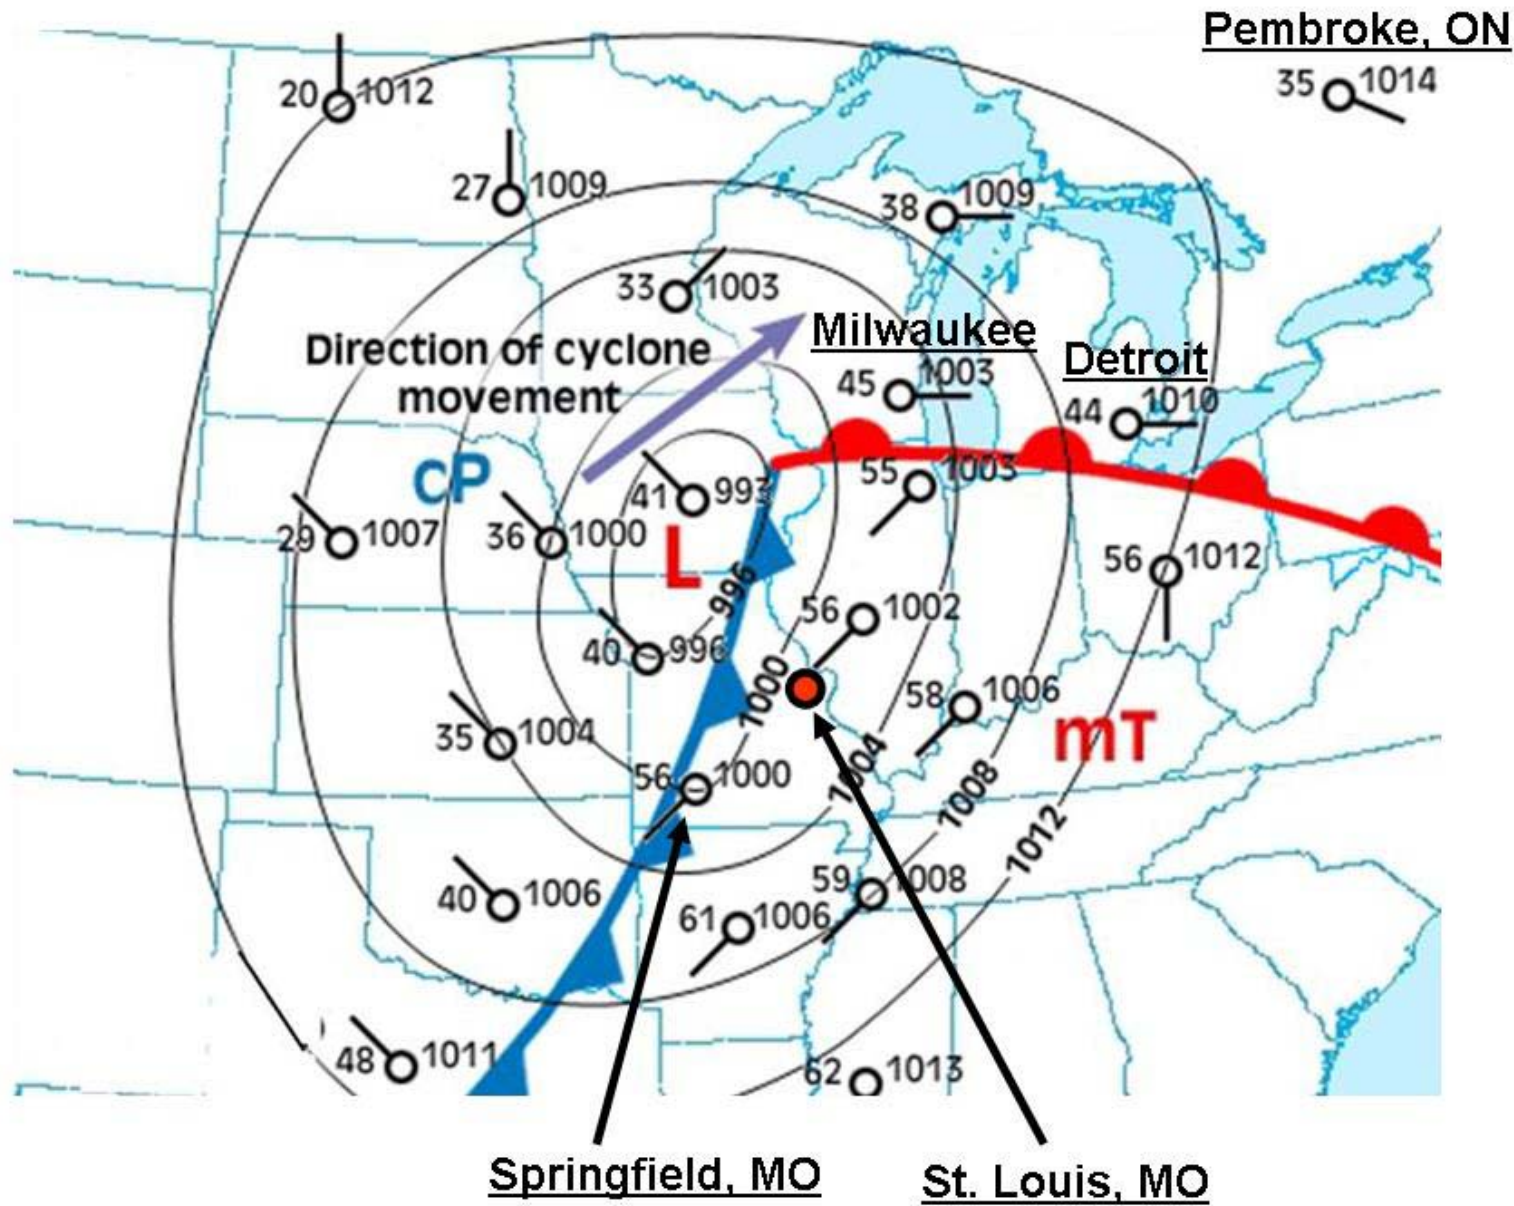 Pembroke, ON
35 1014
20 1012
27 1009
38 1009
33 1003
Direction of cyclone
movement
Milwaukee
45 1003
Detroit
44 1010
cP
41 993
55 1003
29 1007
36 1000
L
996
56 1012
56 1002
40 996
1000
58 1006
mT
35 1004
56 1000
1004
1008
1012
40 1006
59 1008
61 1006
48 1011
62 1013
Springfield, MO
St. Louis, MO